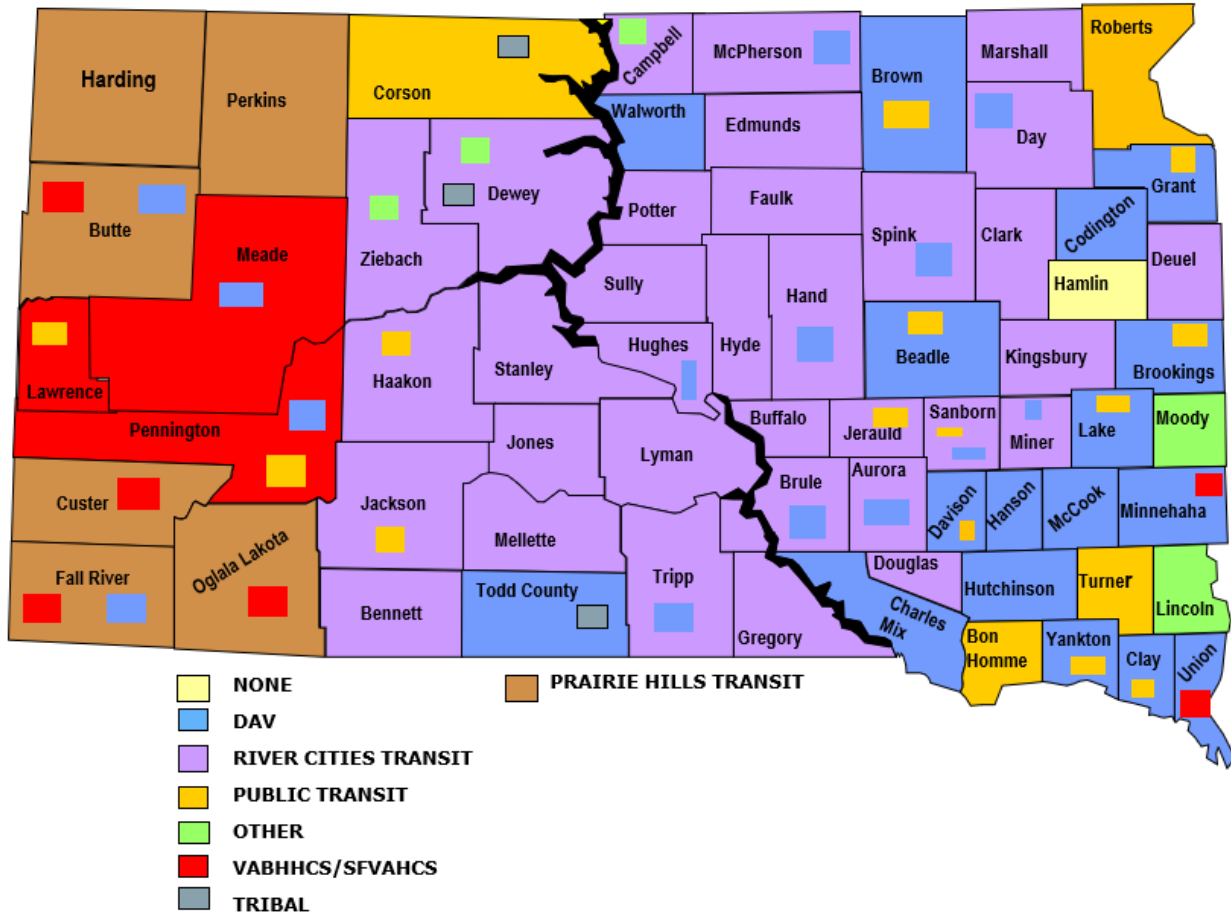 Harding
Perkins
Corson
Campbell
McPherson
Brown
Marshall
Roberts
Walworth
Edmunds
Day
Grant
Butte
Meade
Ziebach
Dewey
Potter
Faulk
Spink
Clark
Codington
Deuel
Hamlin
Sully
Hand
Lawrence
Haakon
Stanley
Hughes
Hyde
Beadle
Kingsbury
Brookings
Pennington
Jones
Lyman
Buffalo
Jerauld
Sanborn
Miner
Lake
Moody
Custer
Jackson
Brule
Aurora
Davison
Hanson
McCook
Minnehaha
Mellette
Fall River
Oglala Lakota
Bennett
Todd County
Tripp
Gregory
Douglas
Charles
Mix
Hutchinson
Turner
Lincoln
Bon
Homme
Yankton
Clay
Union
NONE
DAV
RIVER CITIES TRANSIT
PUBLIC TRANSIT
OTHER
VABHHCS/SFVAHCS
TRIBAL
PRAIRIE HILLS TRANSIT